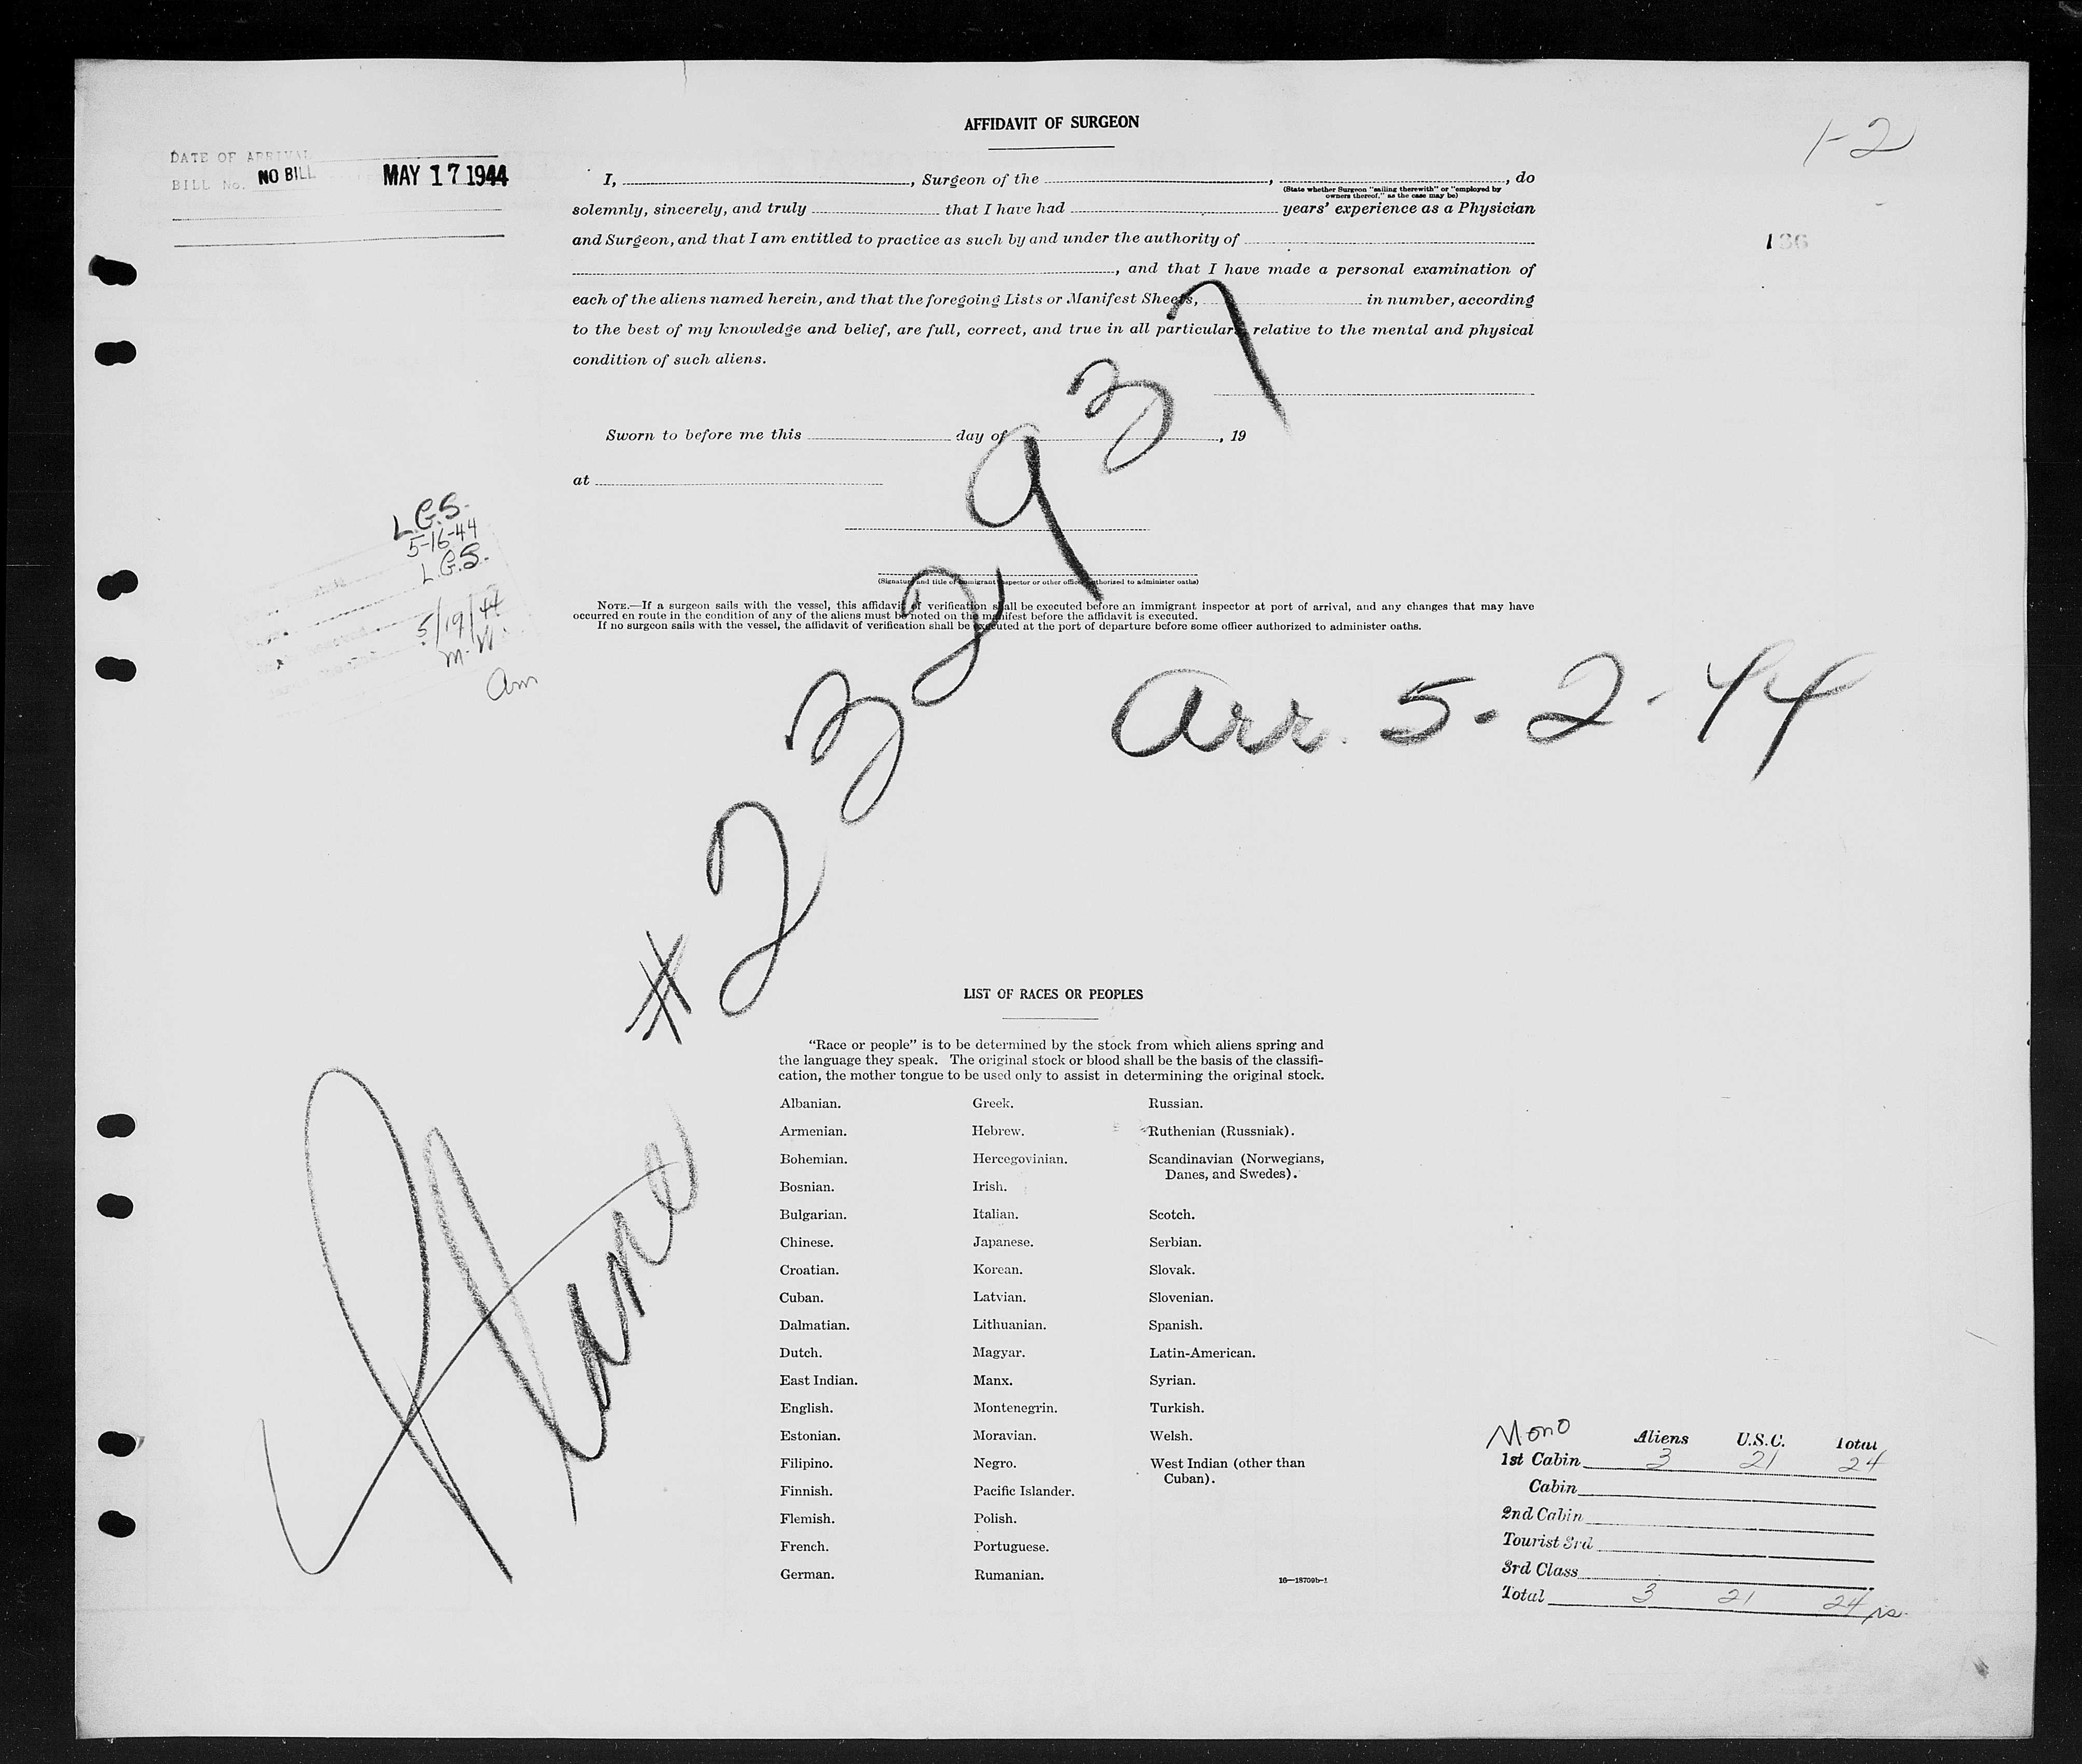 AFFIDAVIT OF SURGEON
1-2
DATE OF ARRIVAL
BILL No. NO BILL MAY 17 1944
136
I, , Surgeon of the , , do
(State whether Surgeon "sailing therewith" or "employed by
owners thereof," as the case may be)
solemnly, sincerely, and truly that I have had years' experience as a Physician
and Surgeon, and that I am entitled to practice as such by and under the authority of
, and that I have made a personal examination of
each of the aliens named herein, and that the foregoing Lists or Manifest Sheets, in number, according
to the best of my knowledge and belief, are full, correct, and true in all particulars relative to the mental and physical
condition of such aliens.
Sworn to before me this day of , 19
at
(Signature and title of immigrant inspector or other officer authorized to administer oaths)
NOTE.—If a surgeon sails with the vessel, this affidavit of verification shall be executed before an immigrant inspector at port of arrival, and any changes that may have
occurred en route in the condition of any of the aliens must be noted on the manifest before the affidavit is executed.
If no surgeon sails with the vessel, the affidavit of verification shall be executed at the port of departure before some officer authorized to administer oaths.
L.G.S.
5-16-44
L.G.S.
5/19/44
M.W.
am
Arr. 5-2-44
Plane #2332937
LIST OF RACES OR PEOPLES
"Race or people" is to be determined by the stock from which aliens spring and
the language they speak. The original stock or blood shall be the basis of the classifi-
cation, the mother tongue to be used only to assist in determining the original stock.
Albanian.
Armenian.
Bohemian.
Bosnian.
Bulgarian.
Chinese.
Croatian.
Cuban.
Dalmatian.
Dutch.
East Indian.
English.
Estonian.
Filipino.
Finnish.
Flemish.
French.
German.
Greek.
Hebrew.
Hercegovinian.
Irish.
Italian.
Japanese.
Korean.
Latvian.
Lithuanian.
Magyar.
Manx.
Montenegrin.
Moravian.
Negro.
Pacific Islander.
Polish.
Portuguese.
Rumanian.
Russian.
Ruthenian (Russniak).
Scandinavian (Norwegians,
Danes, and Swedes).
Scotch.
Serbian.
Slovak.
Slovenian.
Spanish.
Latin-American.
Syrian.
Turkish.
Welsh.
West Indian (other than
Cuban).
16—18709b-1
Mono Aliens U.S.C. Total
1st Cabin 3 21 24
Cabin
2nd Cabin
Tourist 3rd
3rd Class
Total 3 21 24